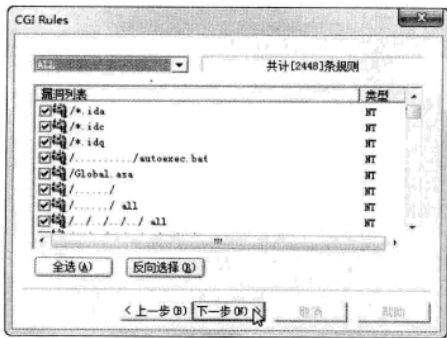 CGI Rules
ALL
共计[2448]条规则
漏洞列表 类型
/*.ida NT
/*.idc NT
/*.idq NT
/........../autoexec.bat NT
/Global.asa NT
/....../ NT
/....../ all NT
/../../../../ all NT
全选(A) 反向选择(R)
< 上一步(B) 下一步(N) > 取消 帮助